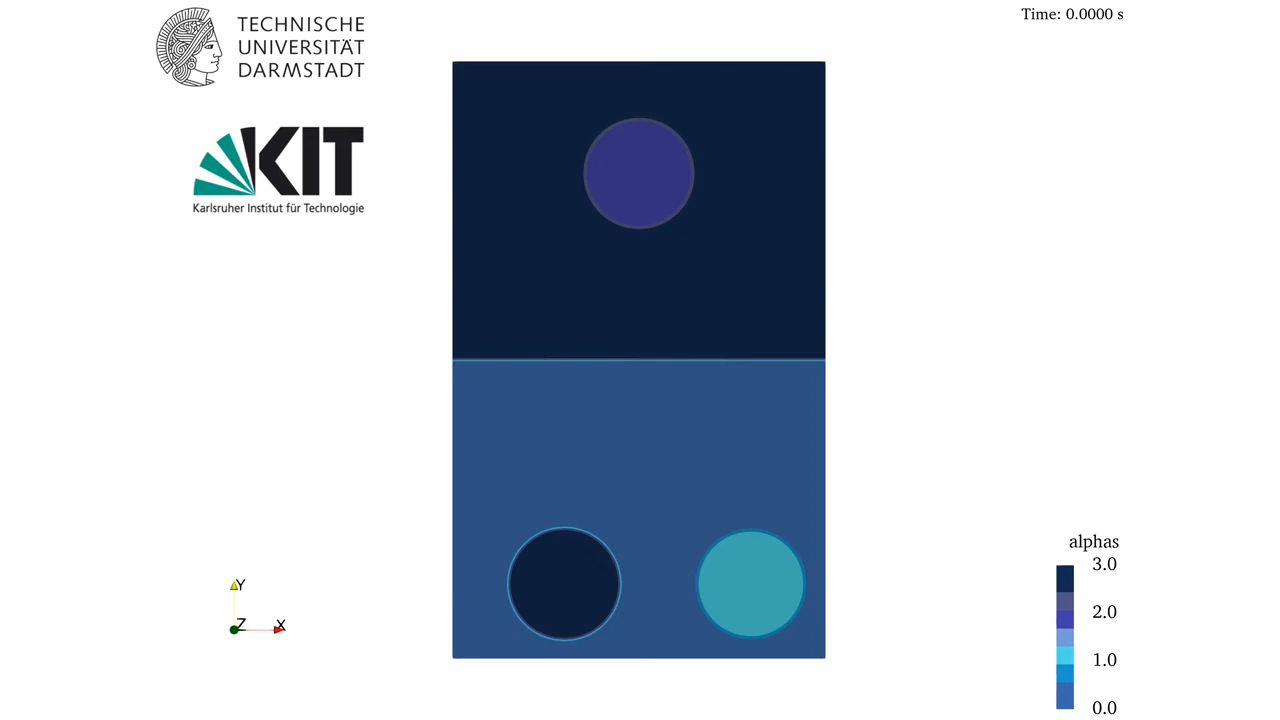 TECHNISCHE
UNIVERSITÄT
DARMSTADT
Time: 0.0000 s
KIT
Karlsruher Institut für Technologie
alphas
3.0
2.0
1.0
0.0
Y
Z
X